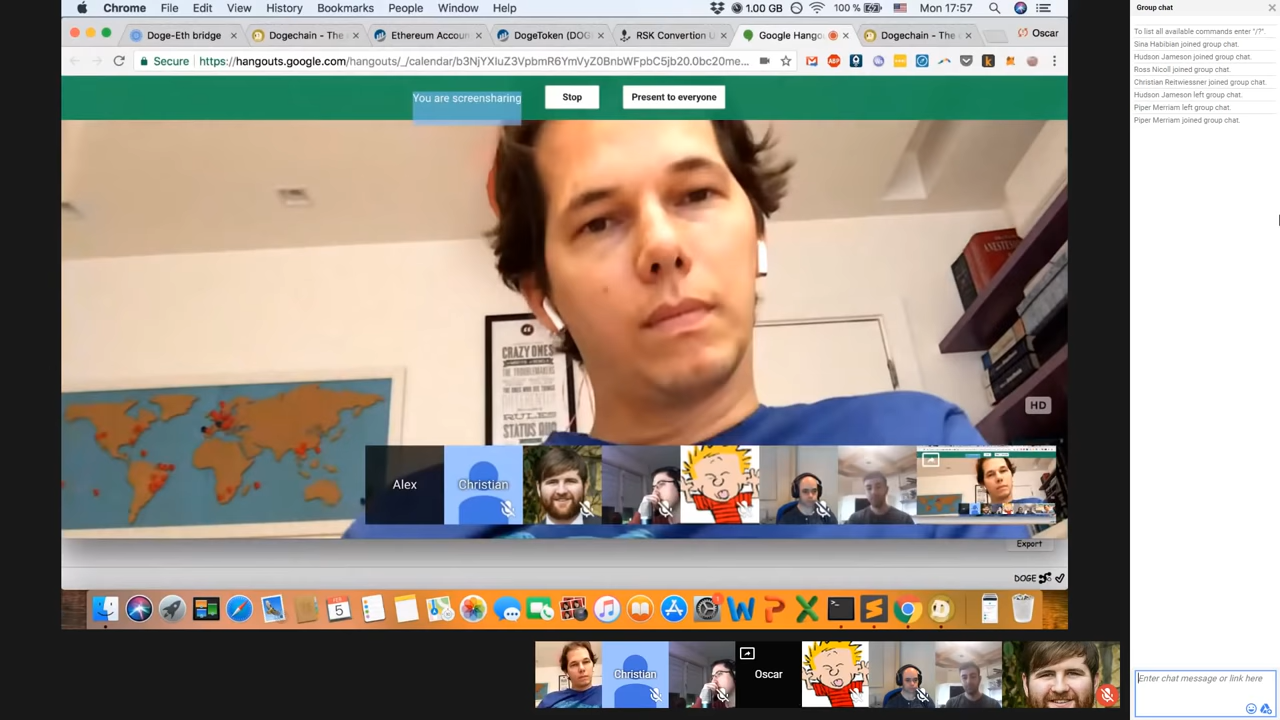 Chrome File Edit View History Bookmarks People Window Help
1.00 GB 100 % Mon 17:57
Group chat
Doge-Eth bridge
Dogechain - The
Ethereum Accoun
DogeToken (DOG
RSK Convertion U
Google Hango
Dogechain - The
Oscar
Secure https://hangouts.google.com/hangouts/_/calendar/b3NjYXIuZ3VpbmR6YmVyZ0BnbWFpbC5jb20.0bc20me...
To list all available commands enter "/?".
Sina Habibian joined group chat.
Hudson Jameson joined group chat.
Ross Nicoll joined group chat.
Christian Reitwiessner joined group chat.
Hudson Jameson left group chat.
Piper Merriam left group chat.
Piper Merriam joined group chat.
You are screensharing
Stop
Present to everyone
CRAZY ONES
RULES
STATUS QUO
HD
Alex
Christian
Export
DOGE
5
Christian
Oscar
Enter chat message or link here